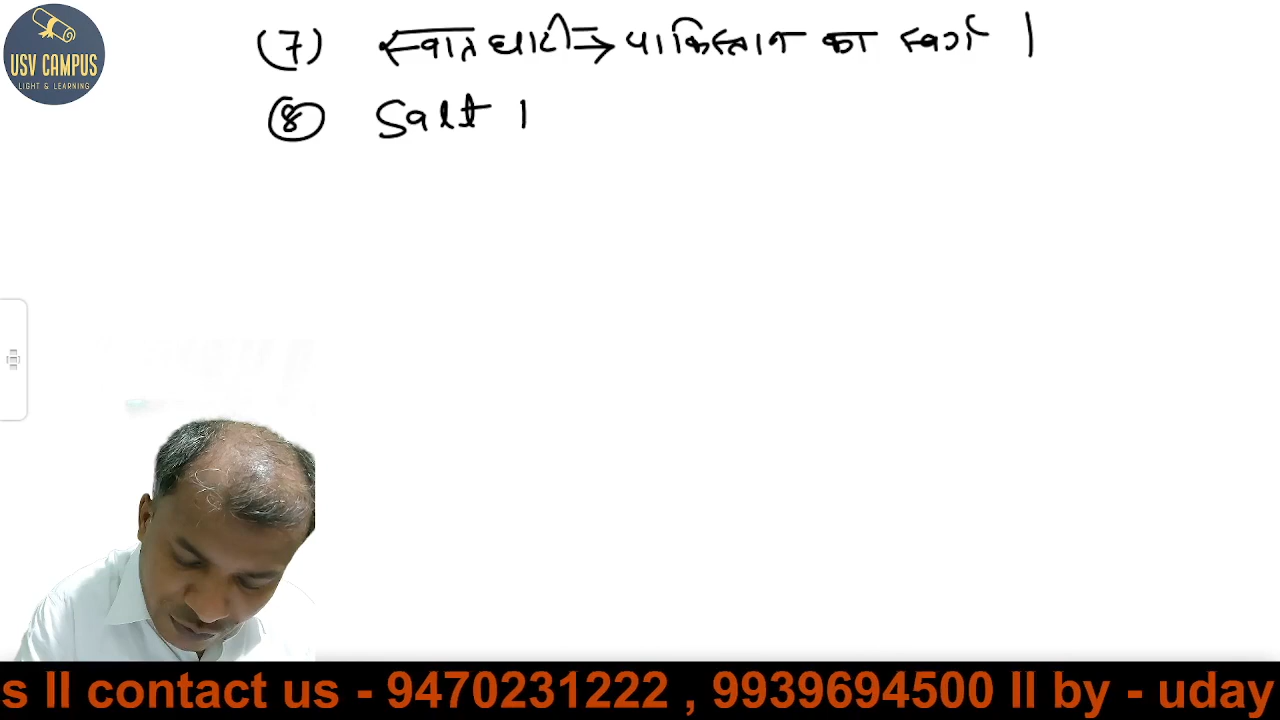 USV CAMPUS
LIGHT & LEARNING
(7) स्वात घाटी → पाकिस्तान का स्वर्ग ।
⑧ Salt
s ll contact us - 9470231222 , 9939694500 ll by - uday